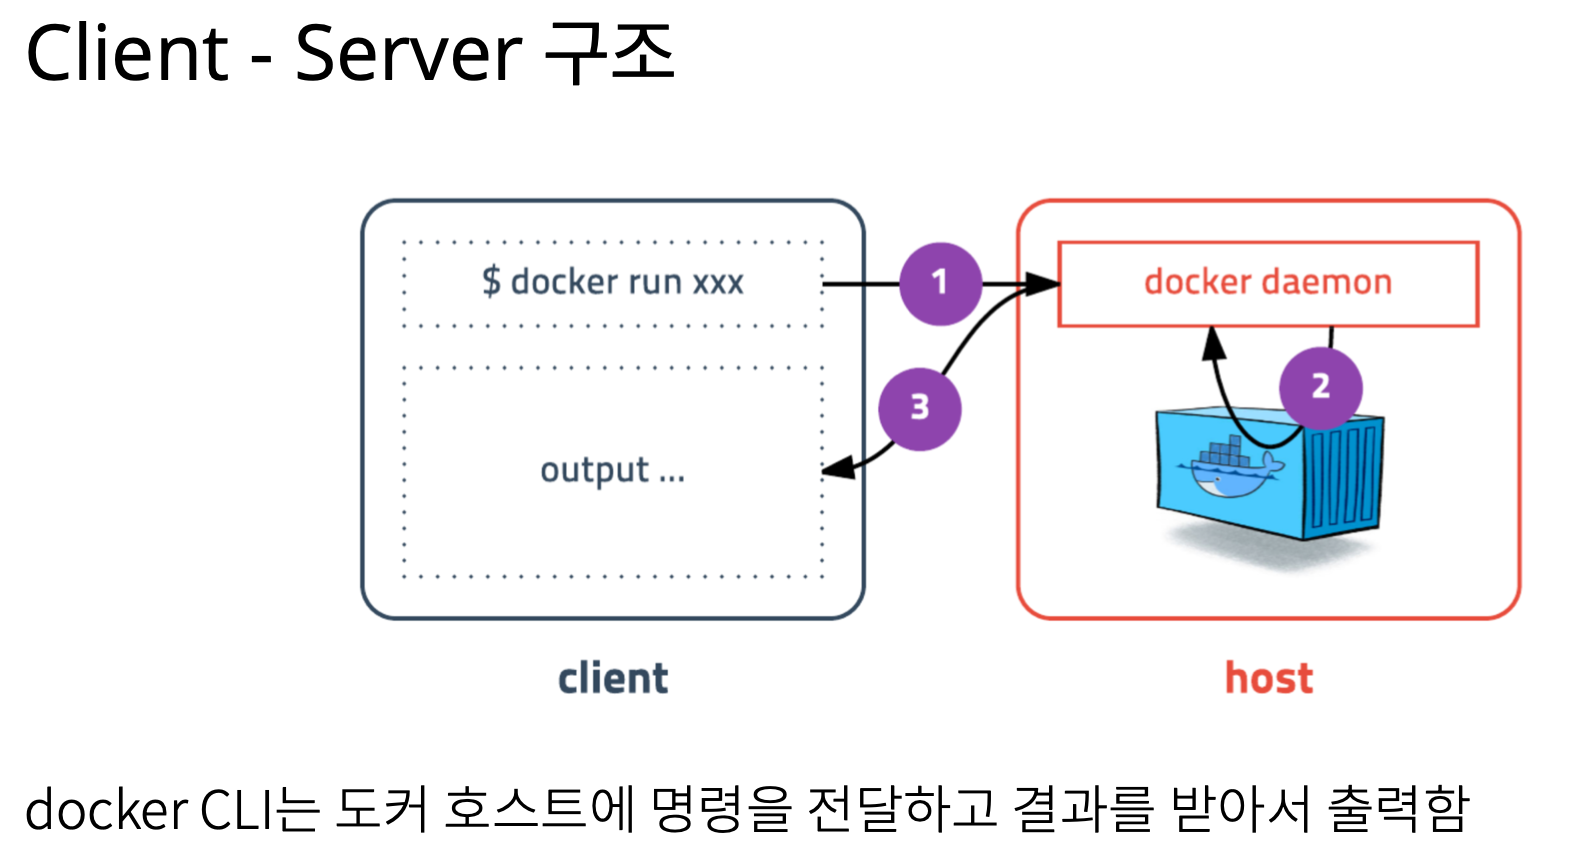 Client - Server 구조
$ docker run xxx
1
docker daemon
2
3
output ...
client
host
docker CLI는 도커 호스트에 명령을 전달하고 결과를 받아서 출력함